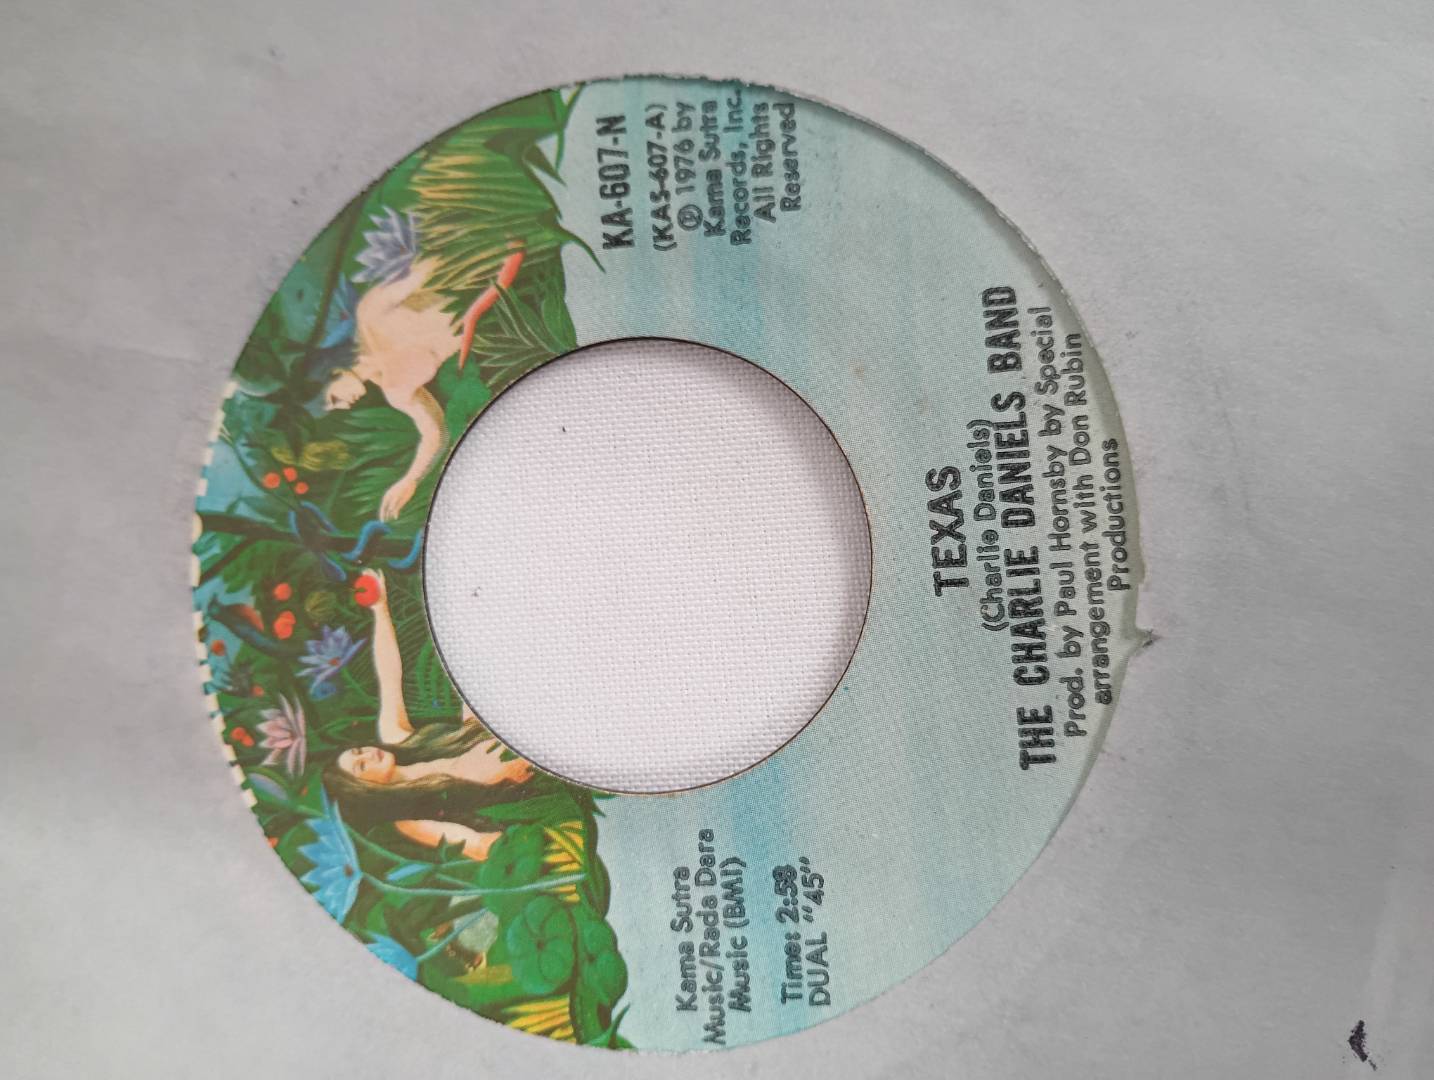 Kama Sutra
Music/Rada Dara
Music (BMI)
Time: 2:58
DUAL "45"
KA-607-N
(KAS-607-A)
℗ 1976 by
Kama Sutra
Records, Inc.
All Rights
Reserved
TEXAS
(Charlie Daniels)
THE CHARLIE DANIELS BAND
Prod. by Paul Hornsby by Special
arrangement with Don Rubin
Productions